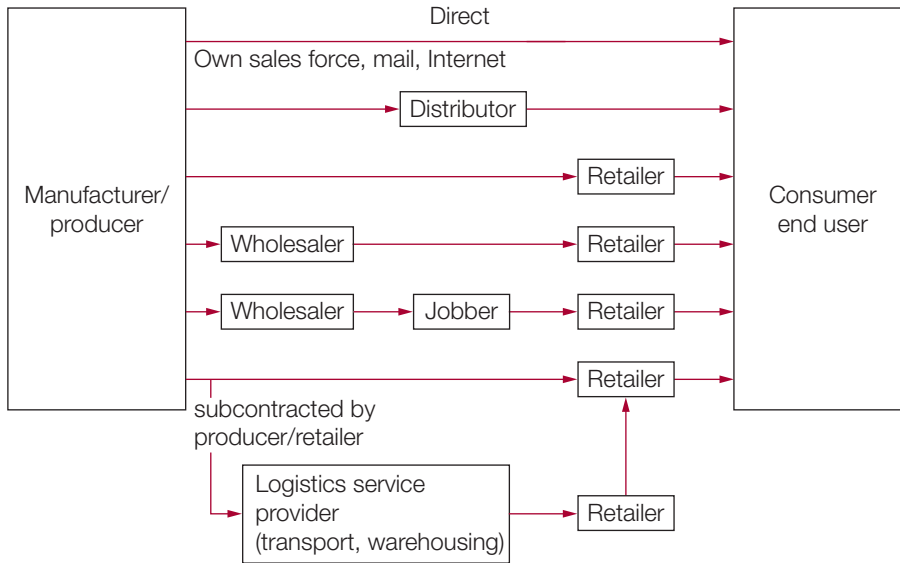 Direct
Own sales force, mail, Internet
Distributor
Manufacturer/
producer
Retailer
Consumer
end user
Wholesaler
Retailer
Wholesaler
Jobber
Retailer
Retailer
subcontracted by
producer/retailer
Logistics service
provider
(transport, warehousing)
Retailer